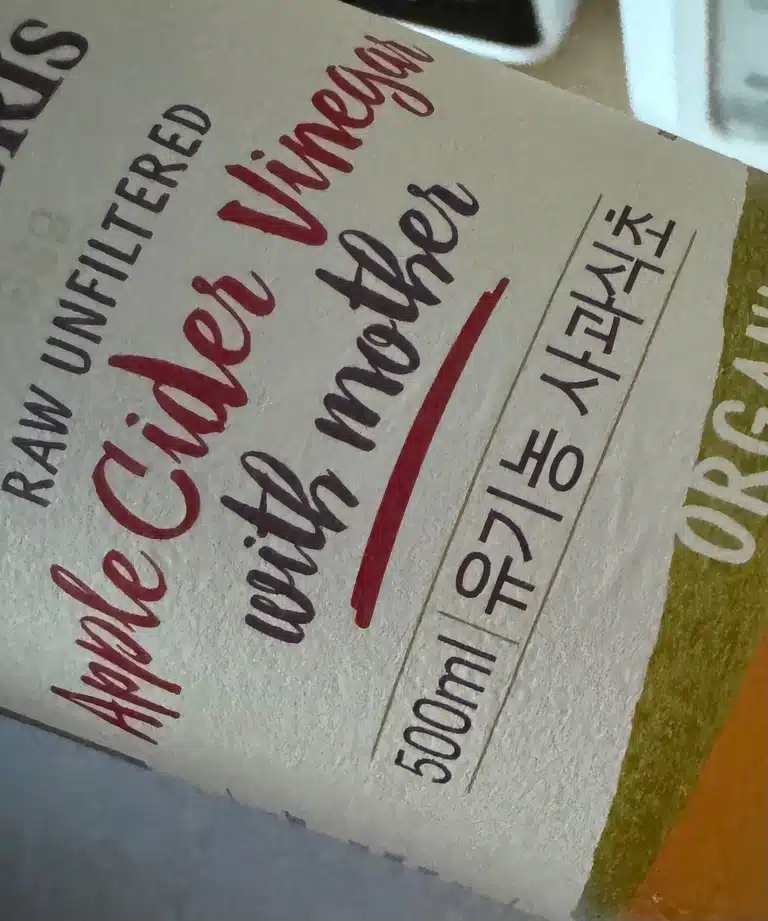 RAW UNFILTERED
Apple Cider Vinegar
with mother
500ml | 유기농 사과식초